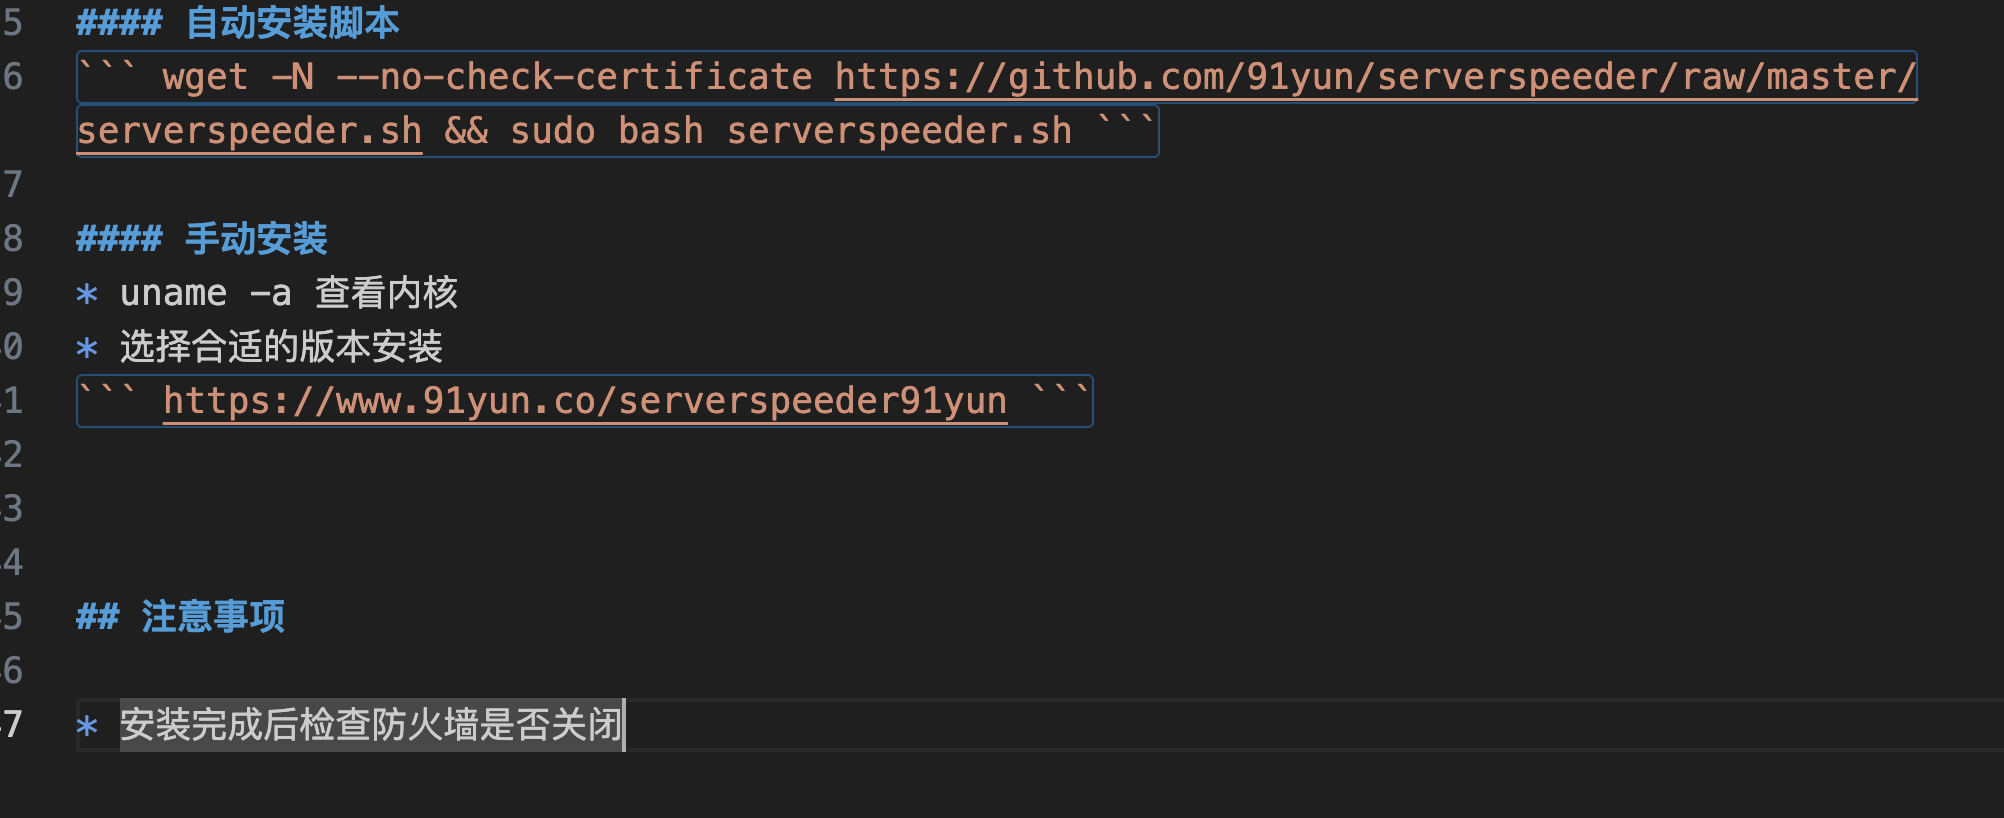 5 #### 自动安装脚本
6 ``` wget -N --no-check-certificate https://github.com/91yun/serverspeeder/raw/master/
serverspeeder.sh && sudo bash serverspeeder.sh ```
7
8 #### 手动安装
9 * uname -a 查看内核
0 * 选择合适的版本安装
1 ``` https://www.91yun.co/serverspeeder91yun ```
2
3
4
5 ## 注意事项
6
7 * 安装完成后检查防火墙是否关闭